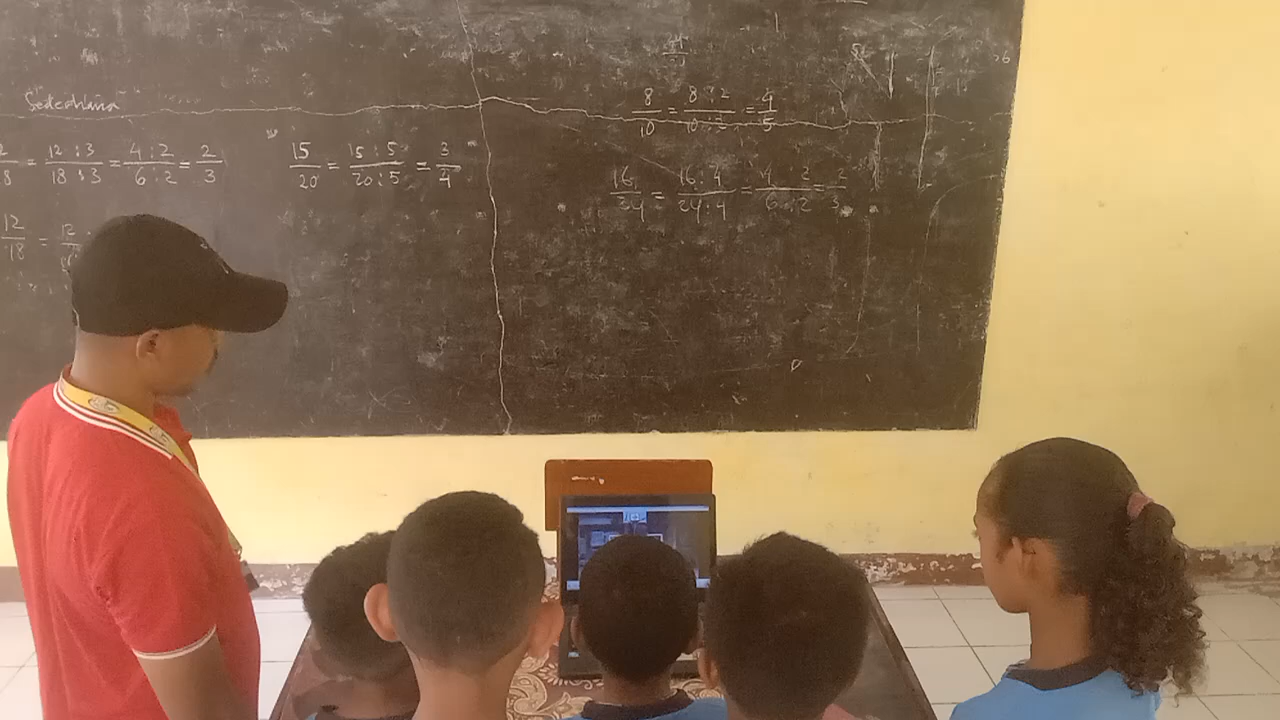 Sederhana
= 12 : 3 / 18 : 3 = 4 : 2 / 6 : 2 = 2 / 3
12 / 18 = 12
15 / 20 = 15 : 5 / 20 : 5 = 3 / 4
8 / 10 = 8 : 2 / 10 : 2 = 4 / 5
16 / 24 = 16 : 4 / 24 : 4 = 4 2 / 6 : 2 = 2 / 3